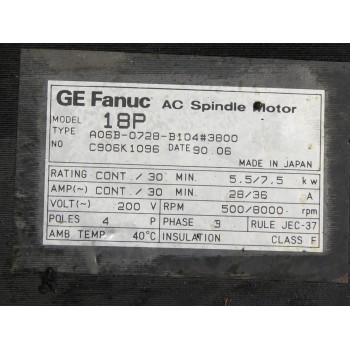 GE Fanuc AC Spindle Motor
MODEL 18P
TYPE A06B-0728-B104#3800
NO C906K1096 DATE 90.06
MADE IN JAPAN
RATING CONT./30 MIN. 5.5/7.5 kw
AMP(~) CONT./30 MIN. 28/36 A
VOLT(~) 200 V RPM 500/8000 rpm
POLES 4 P PHASE 3 RULE JEC-37
AMB TEMP 40°C INSULATION CLASS F